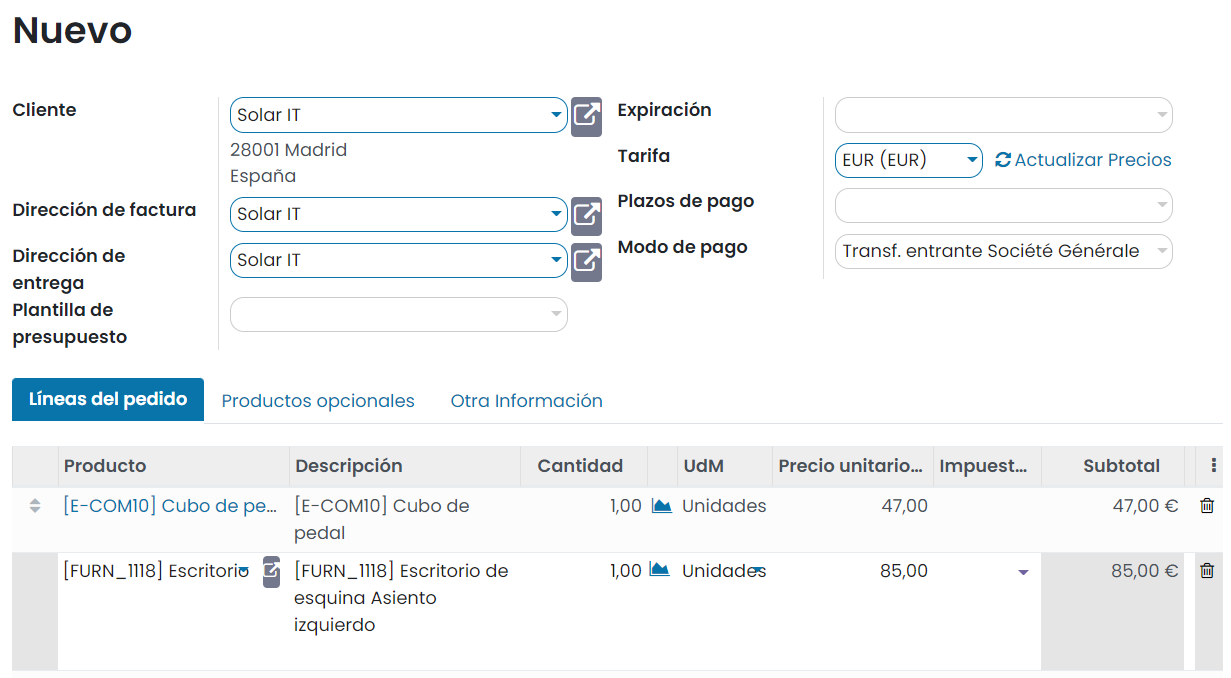 Nuevo
Cliente
Solar IT
28001 Madrid
España
Dirección de factura
Solar IT
Dirección de
entrega
Solar IT
Plantilla de
presupuesto
Expiración
Tarifa
EUR (EUR)
Actualizar Precios
Plazos de pago
Modo de pago
Transf. entrante Société Générale
Líneas del pedido Productos opcionales Otra Información
Producto Descripción Cantidad UdM Precio unitario... Impuest... Subtotal
[E-COM10] Cubo de pe... [E-COM10] Cubo de 1,00 Unidades 47,00 47,00 €
pedal
[FURN_1118] Escritorio [FURN_1118] Escritorio de 1,00 Unidades 85,00 85,00 €
esquina Asiento
izquierdo